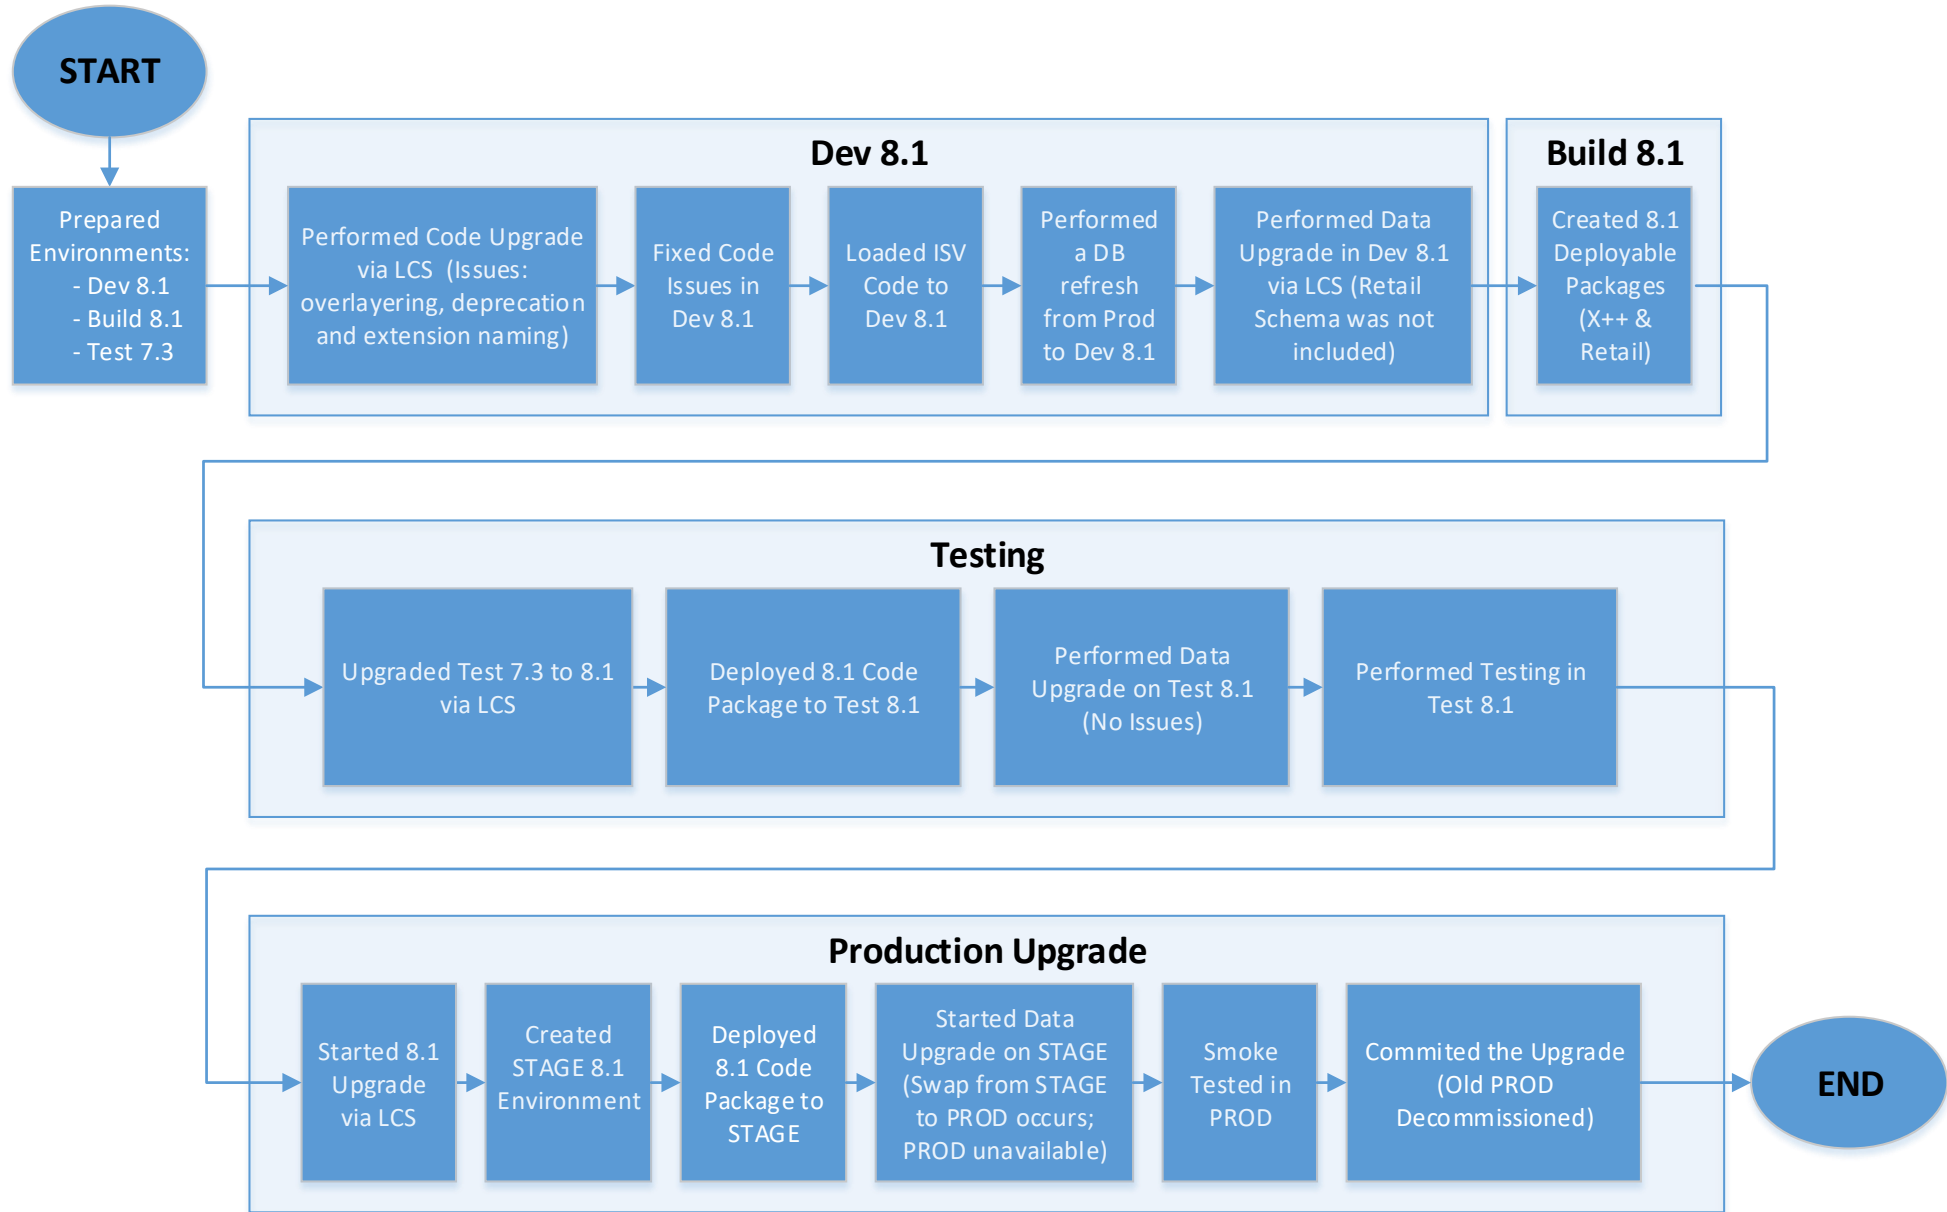 START
Prepared
Environments:
- Dev 8.1
- Build 8.1
- Test 7.3
Dev 8.1
Performed Code Upgrade
via LCS (Issues:
overlayering, deprecation
and extension naming)
Fixed Code
Issues in
Dev 8.1
Loaded ISV
Code to
Dev 8.1
Performed
a DB
refresh
from Prod
to Dev 8.1
Performed Data
Upgrade in Dev 8.1
via LCS (Retail
Schema was not
included)
Build 8.1
Created 8.1
Deployable
Packages
(X++ &
Retail)
Testing
Upgraded Test 7.3 to 8.1
via LCS
Deployed 8.1 Code
Package to Test 8.1
Performed Data
Upgrade on Test 8.1
(No Issues)
Performed Testing in
Test 8.1
Production Upgrade
Started 8.1
Upgrade
via LCS
Created
STAGE 8.1
Environment
Deployed
8.1 Code
Package to
STAGE
Started Data
Upgrade on STAGE
(Swap from STAGE
to PROD occurs;
PROD unavailable)
Smoke
Tested in
PROD
Commited the Upgrade
(Old PROD
Decommissioned)
END